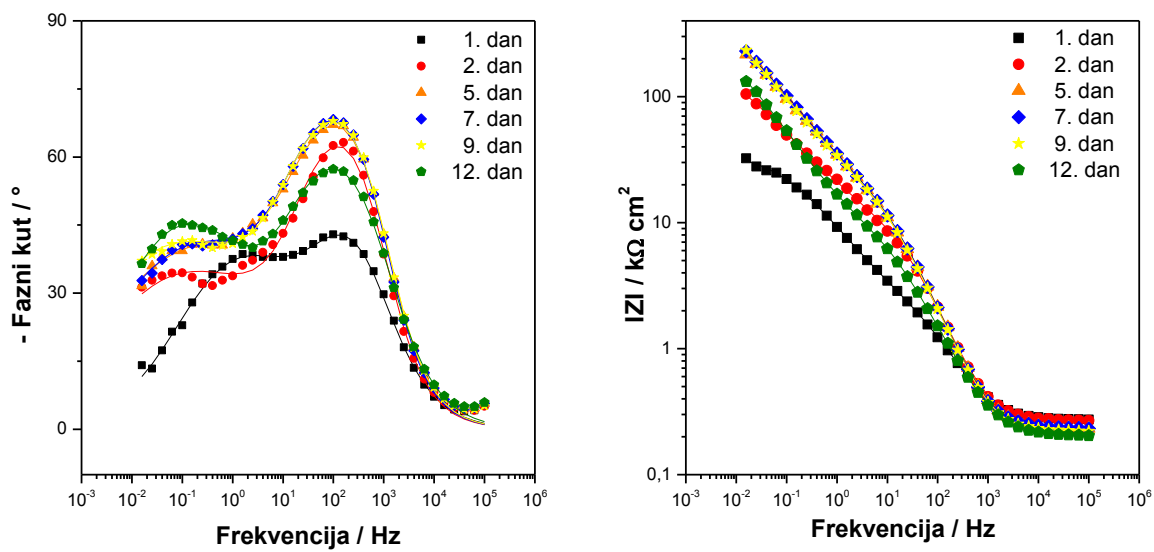 90
60
30
0
- Fazni kut / °
1. dan
2. dan
5. dan
7. dan
9. dan
12. dan
10⁻³ 10⁻² 10⁻¹ 10⁰ 10¹ 10² 10³ 10⁴ 10⁵ 10⁶
Frekvencija / Hz
100
10
1
0,1
IZI / kΩ cm²
1. dan
2. dan
5. dan
7. dan
9. dan
12. dan
10⁻³ 10⁻² 10⁻¹ 10⁰ 10¹ 10² 10³ 10⁴ 10⁵ 10⁶
Frekvencija / Hz